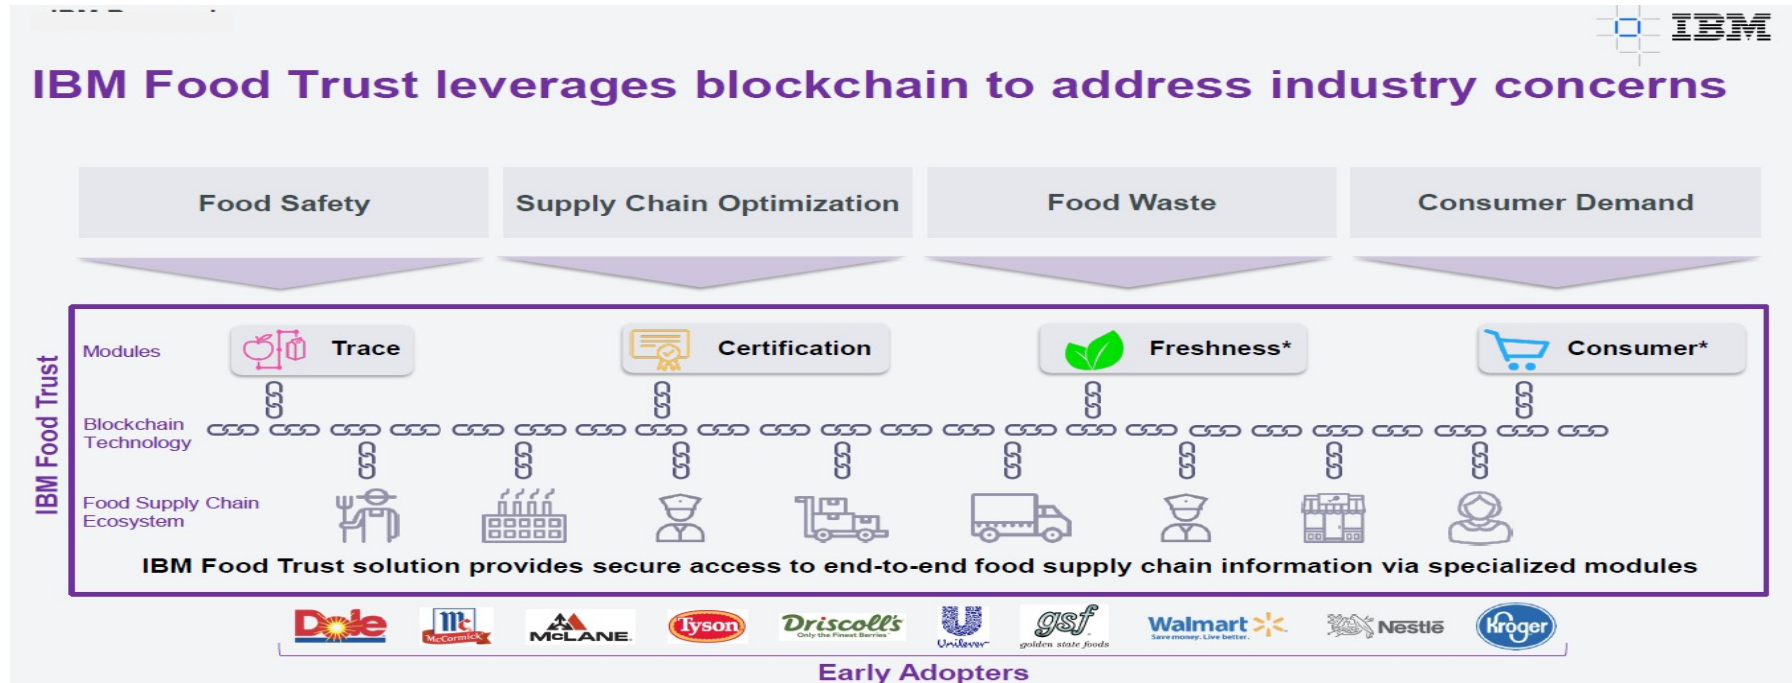 IBM
IBM Food Trust leverages blockchain to address industry concerns
Food Safety
Supply Chain Optimization
Food Waste
Consumer Demand
IBM Food Trust
Modules
Trace
Certification
Freshness*
Consumer*
Blockchain
Technology
Food Supply Chain
Ecosystem
IBM Food Trust solution provides secure access to end-to-end food supply chain information via specialized modules
Dole
Mc
McCormick
McLANE
Tyson
Driscoll's
Only the Finest Berries
Unilever
gsf
golden state foods
Walmart
Save money. Live better.
Nestlé
Kroger
Early Adopters